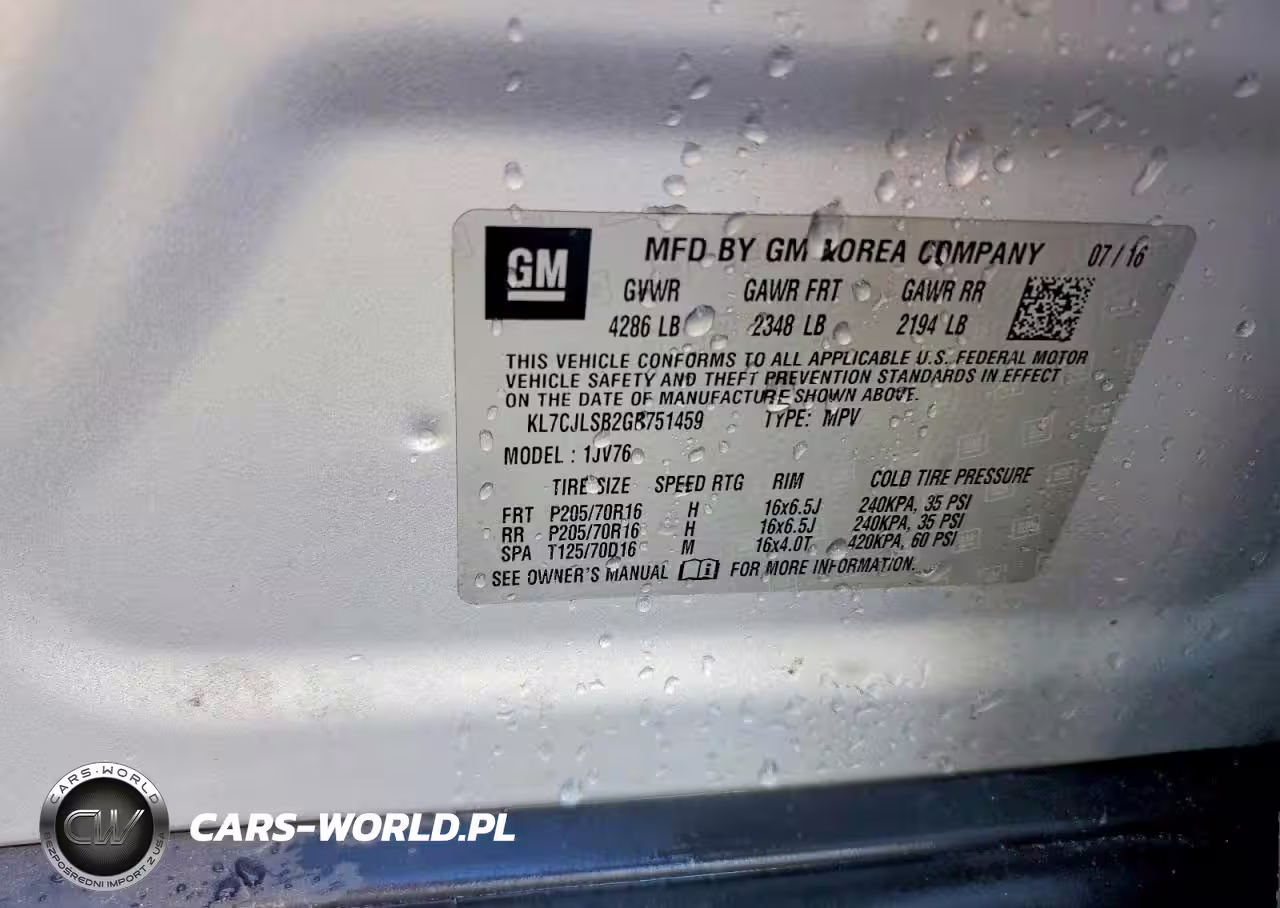 GM
MFD BY GM KOREA COMPANY 07/16
GVWR GAWR FRT GAWR RR
4286 LB 2348 LB 2194 LB
THIS VEHICLE CONFORMS TO ALL APPLICABLE U.S. FEDERAL MOTOR
VEHICLE SAFETY AND THEFT PREVENTION STANDARDS IN EFFECT
ON THE DATE OF MANUFACTURE SHOWN ABOVE.
KL7CJLSB2GB751459 TYPE: MPV
MODEL : 1JV76
TIRE SIZE SPEED RTG RIM COLD TIRE PRESSURE
FRT P205/70R16 H 16x6.5J 240KPA, 35 PSI
RR P205/70R16 H 16x6.5J 240KPA, 35 PSI
SPA T125/70D16 M 16x4.0T 420KPA, 60 PSI
SEE OWNER'S MANUAL FOR MORE INFORMATION.
CARS-WORLD
CW
BEZPOŚREDNI IMPORT Z USA
CARS-WORLD.PL